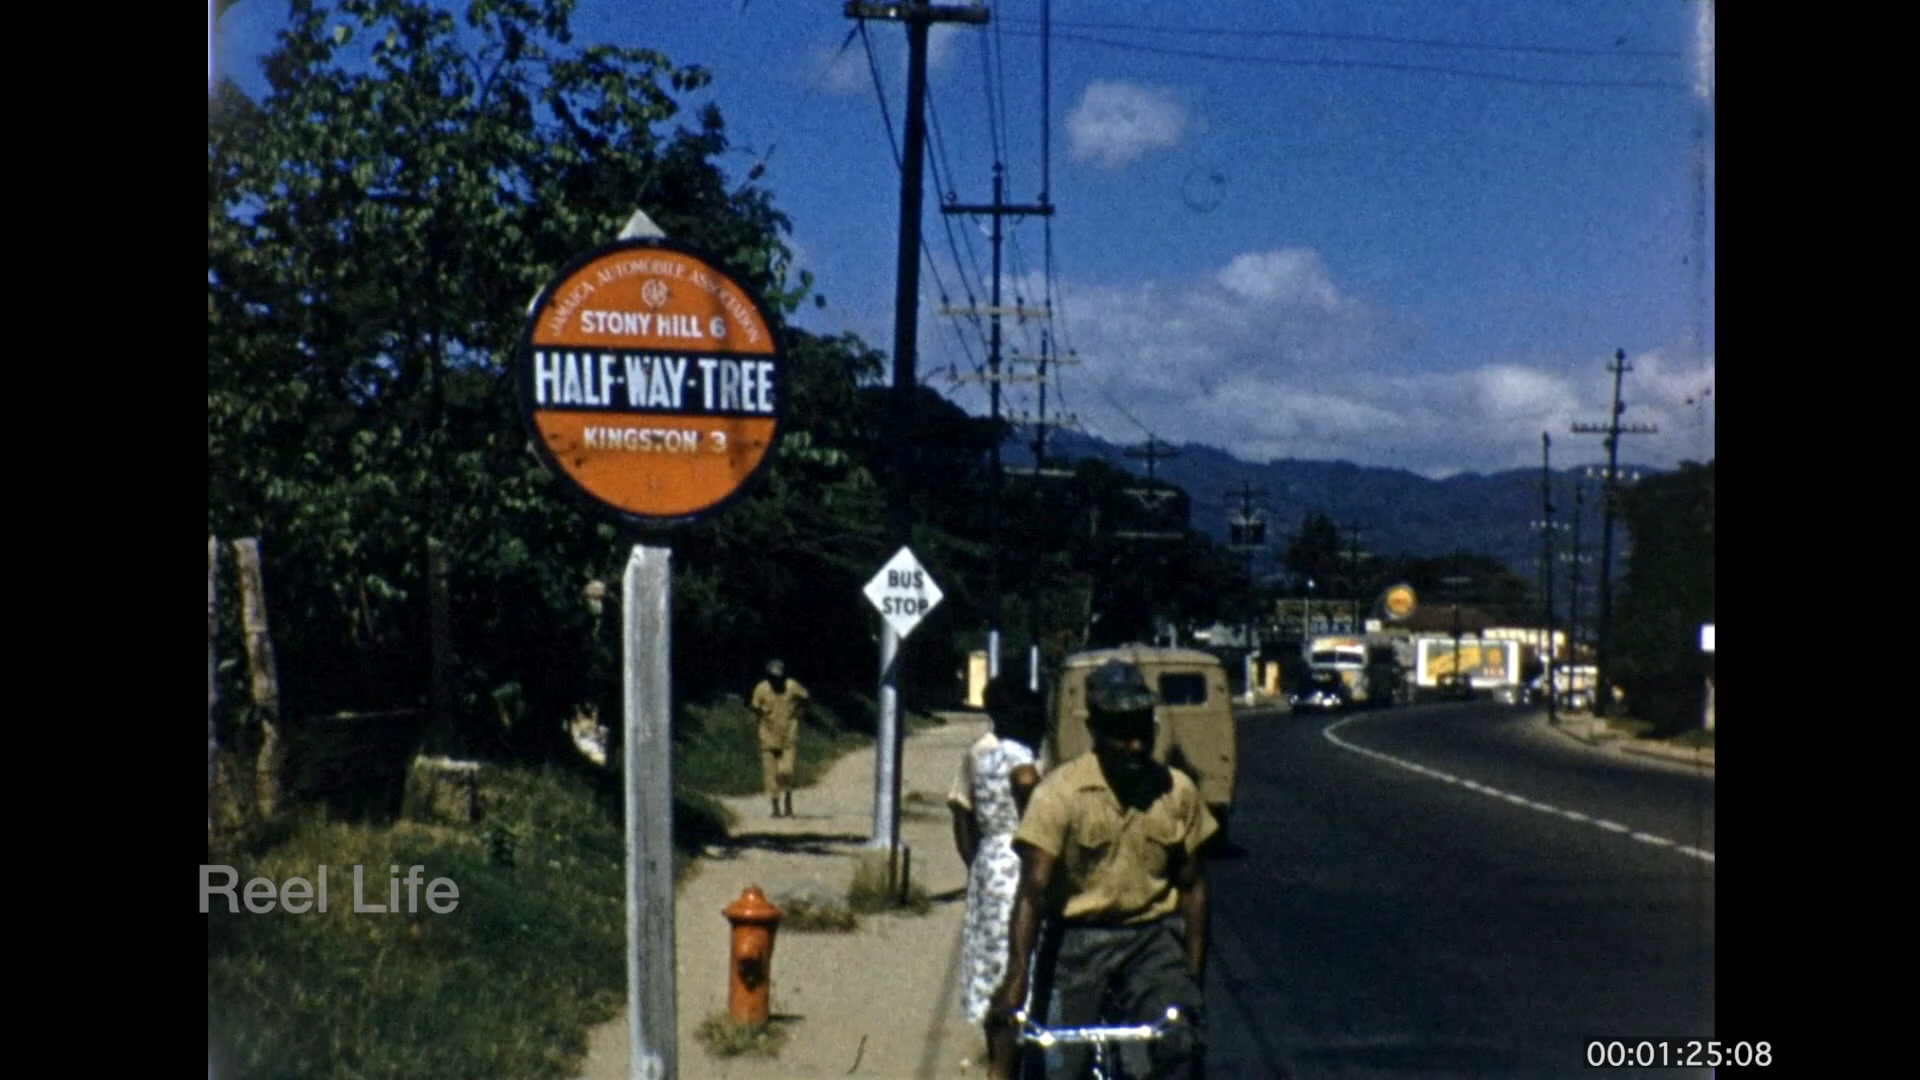 JAMAICA AUTOMOBILE ASSOCIATION
STONY HILL 6
HALF-WAY-TREE
KINGSTON 3
BUS
STOP
Reel Life
00:01:25:08